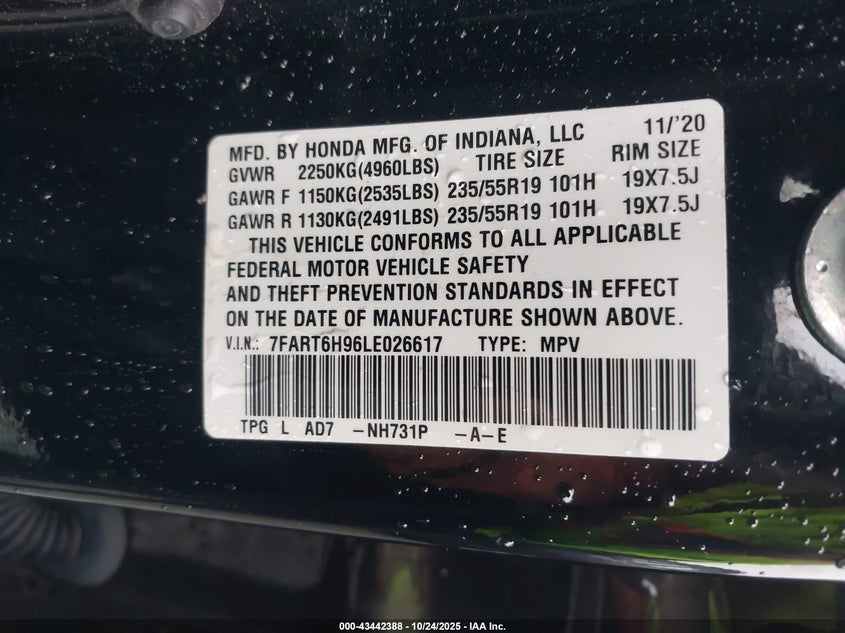 MFD. BY HONDA MFG. OF INDIANA, LLC 11/'20
GVWR 2250KG(4960LBS) TIRE SIZE RIM SIZE
GAWR F 1150KG(2535LBS) 235/55R19 101H 19X7.5J
GAWR R 1130KG(2491LBS) 235/55R19 101H 19X7.5J
THIS VEHICLE CONFORMS TO ALL APPLICABLE
FEDERAL MOTOR VEHICLE SAFETY
AND THEFT PREVENTION STANDARDS IN EFFECT
ON THE DATE OF MANUFACTURE SHOWN ABOVE.
V.I.N.: 7FART6H96LE026617 TYPE: MPV
TPG L AD7 -NH731P -A-E
000-43442388 - 10/24/2025 - IAA Inc.